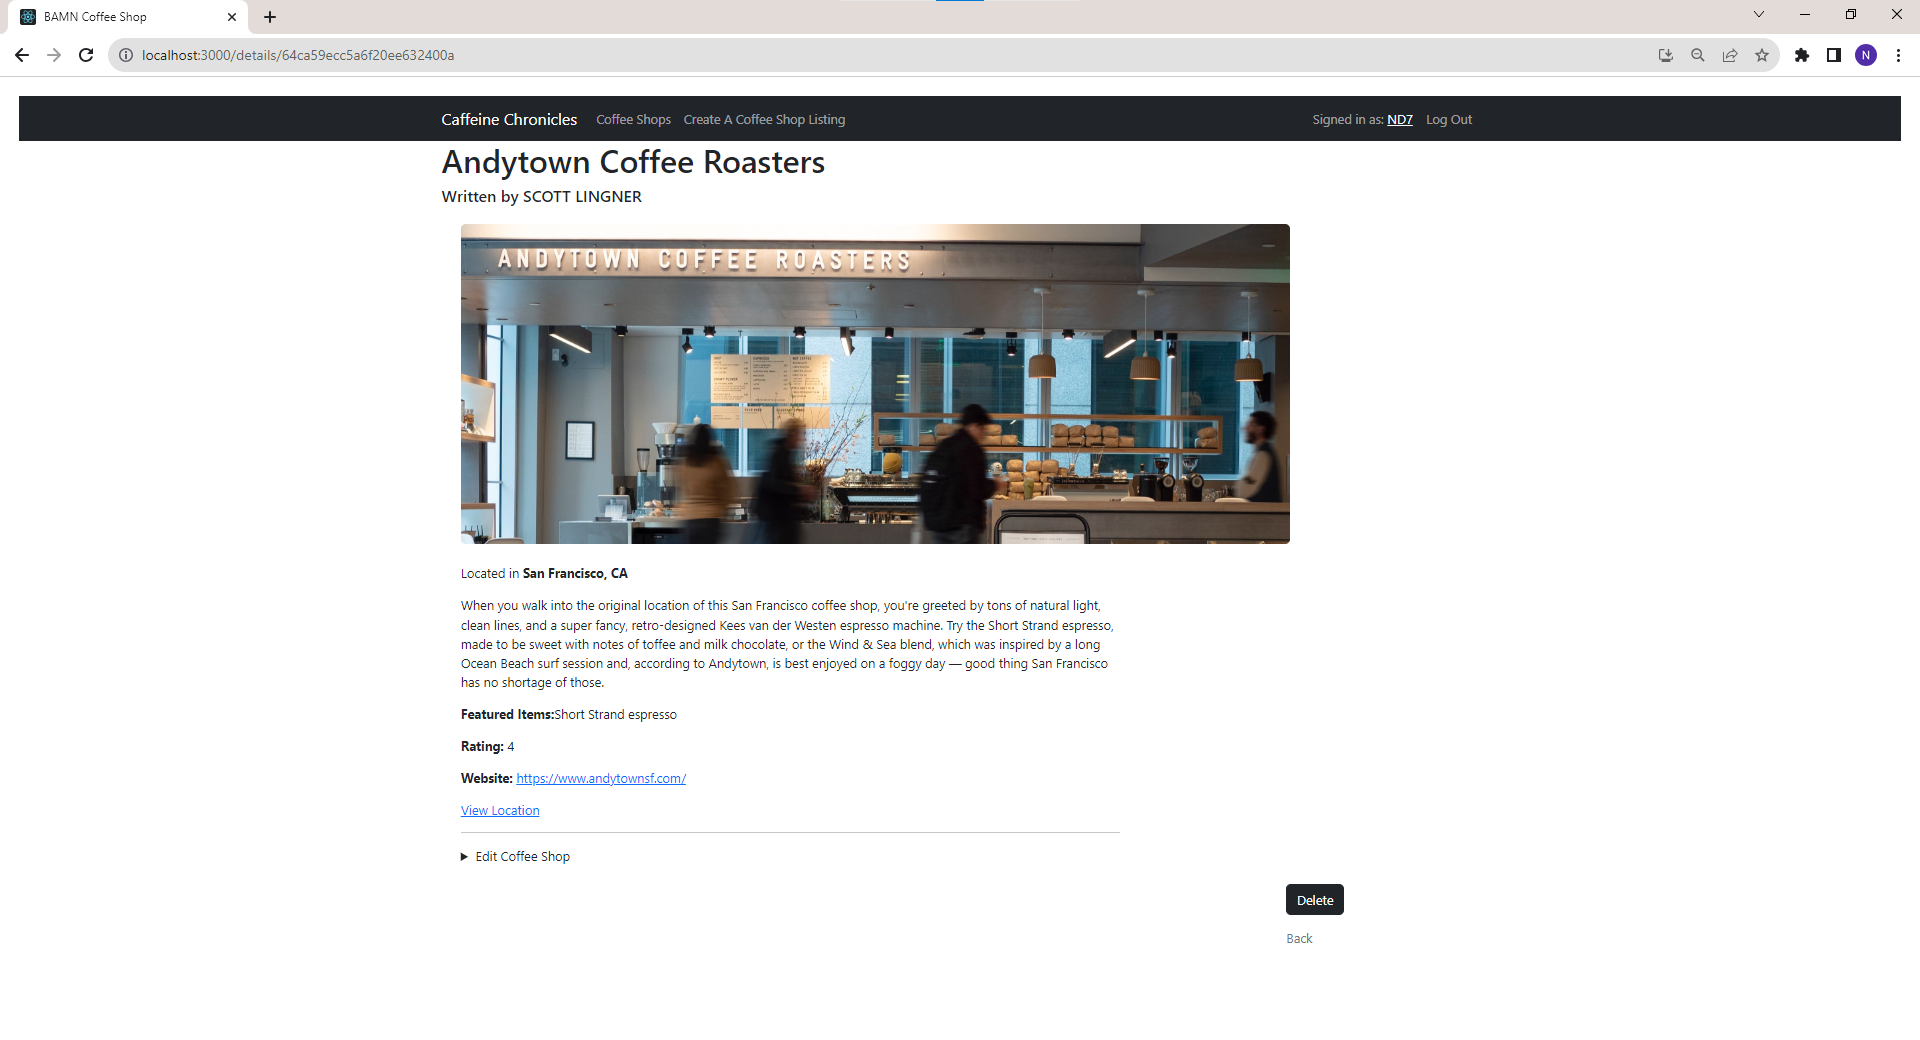 BAMN Coffee Shop
localhost:3000/details/64ca59ecc5a6f20ee632400a
N
Caffeine Chronicles Coffee Shops Create A Coffee Shop Listing Signed in as: ND7 Log Out
Andytown Coffee Roasters
Written by SCOTT LINGNER
ANDYTOWN COFFEE ROASTERS
Located in San Francisco, CA
When you walk into the original location of this San Francisco coffee shop, you're greeted by tons of natural light,
clean lines, and a super fancy, retro-designed Kees van der Westen espresso machine. Try the Short Strand espresso,
made to be sweet with notes of toffee and milk chocolate, or the Wind & Sea blend, which was inspired by a long
Ocean Beach surf session and, according to Andytown, is best enjoyed on a foggy day — good thing San Francisco
has no shortage of those.
Featured Items:Short Strand espresso
Rating: 4
Website: https://www.andytownsf.com/
View Location
Edit Coffee Shop
Delete
Back